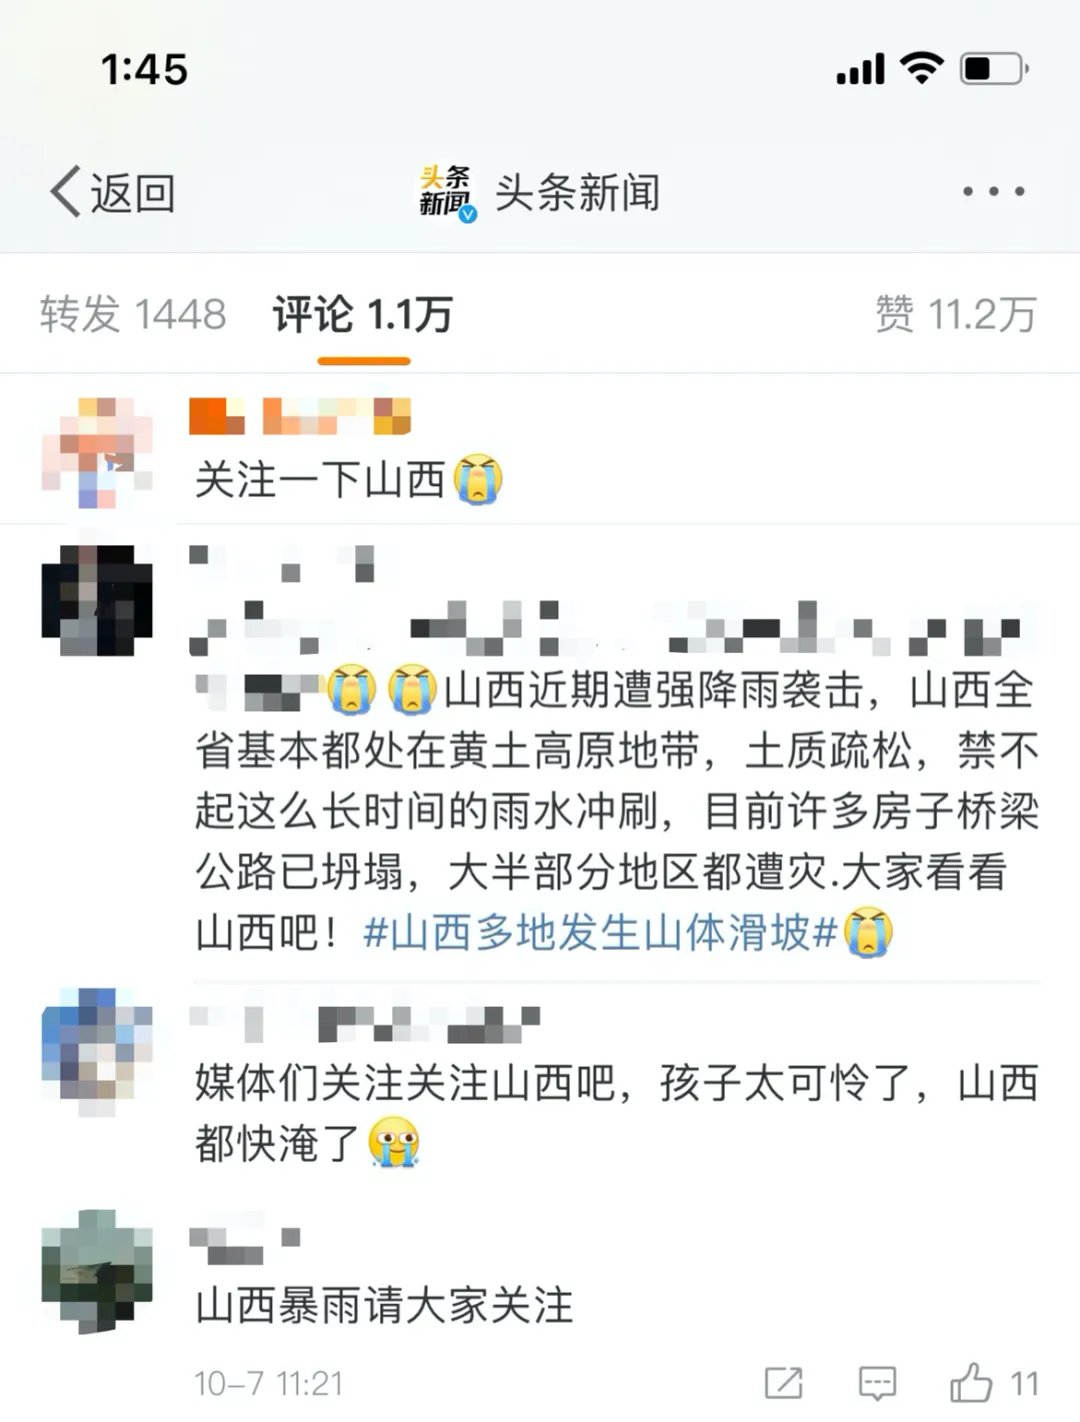 1:45
返回
头条新闻
头条新闻
转发 1448 评论 1.1万 赞 11.2万
关注一下山西
山西近期遭强降雨袭击，山西全
省基本都处在黄土高原地带，土质疏松，禁不
起这么长时间的雨水冲刷，目前许多房子桥梁
公路已坍塌，大半部分地区都遭灾.大家看看
山西吧！#山西多地发生山体滑坡#
媒体们关注关注山西吧，孩子太可怜了，山西
都快淹了
山西暴雨请大家关注
10-7 11:21 11